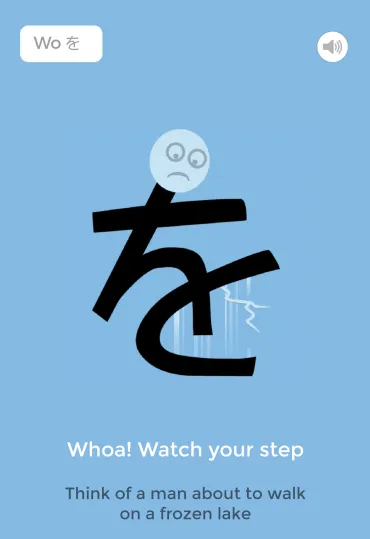 Wo を
を
Whoa! Watch your step
Think of a man about to walk
on a frozen lake